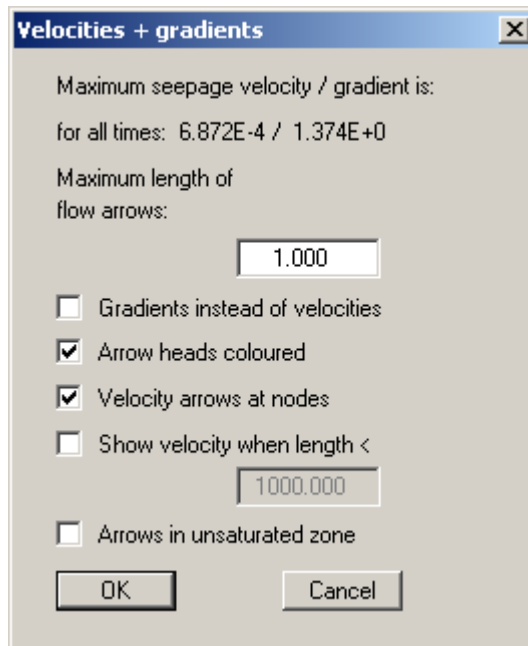 Velocities + gradients
Maximum seepage velocity / gradient is:
for all times: 6.872E-4 / 1.374E+0
Maximum length of
flow arrows:
1.000
Gradients instead of velocities
Arrow heads coloured
Velocity arrows at nodes
Show velocity when length <
1000.000
Arrows in unsaturated zone
OK Cancel